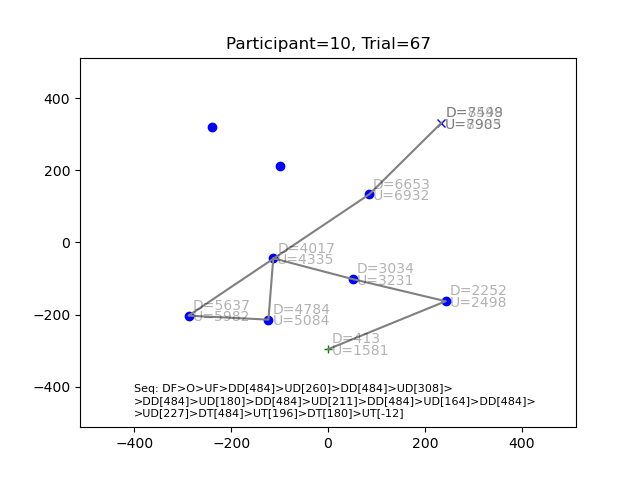 Participant=10, Trial=67
400
200
D=6653
U=6932
0
D=4017
U=4335
D=3034
U=3231
D=2252
U=2498
−200
D=5637
U=5982
D=4784
U=5084
D=413
U=1581
−400
Seq: DF>O>UF>DD[484]>UD[260]>DD[484]>UD[308]>
>DD[484]>UD[180]>DD[484]>UD[211]>DD[484]>UD[164]>DD[484]>
>UD[227]>DT[484]>UT[196]>DT[180]>UT[-12]
−400 −200 0 200 400